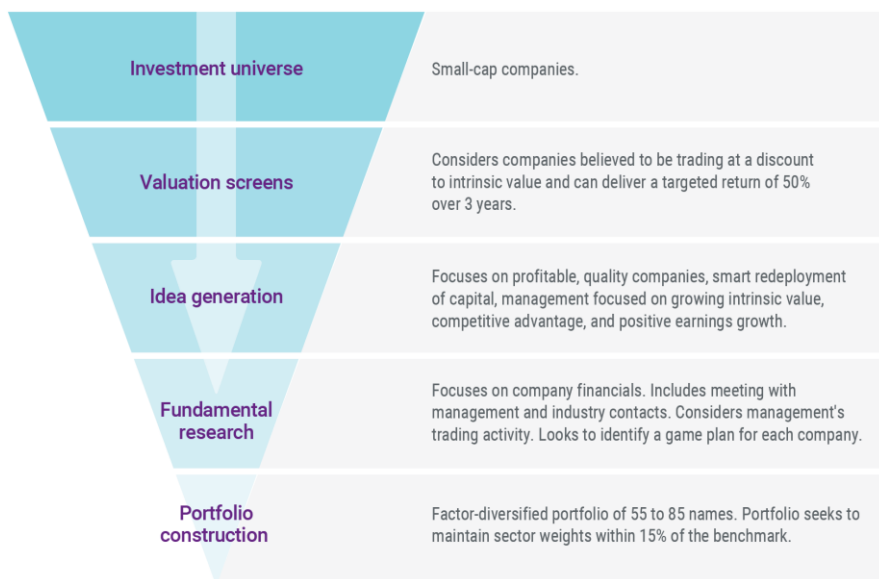 Investment universe
Small-cap companies.
Valuation screens
Considers companies believed to be trading at a discount
to intrinsic value and can deliver a targeted return of 50%
over 3 years.
Idea generation
Focuses on profitable, quality companies, smart redeployment
of capital, management focused on growing intrinsic value,
competitive advantage, and positive earnings growth.
Fundamental
research
Focuses on company financials. Includes meeting with
management and industry contacts. Considers management's
trading activity. Looks to identify a game plan for each company.
Portfolio
construction
Factor-diversified portfolio of 55 to 85 names. Portfolio seeks to
maintain sector weights within 15% of the benchmark.